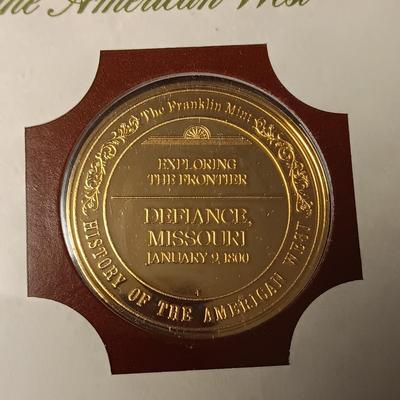 the American West
The Franklin Mint
EXPLORING
THE FRONTIER
DEFIANCE,
MISSOURI
JANUARY 9, 1800
HISTORY OF THE AMERICAN WEST